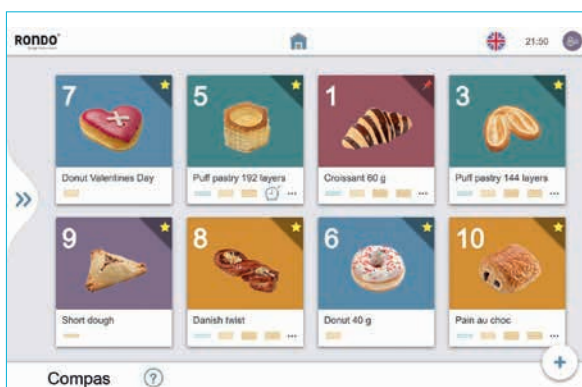 RONDO
21:50
7
Donut Valentines Day
5
Puff pastry 192 layers
1
Croissant 60 g
3
Puff pastry 144 layers
9
Short dough
8
Danish twist
6
Donut 40 g
10
Pain au choc
Compas ?